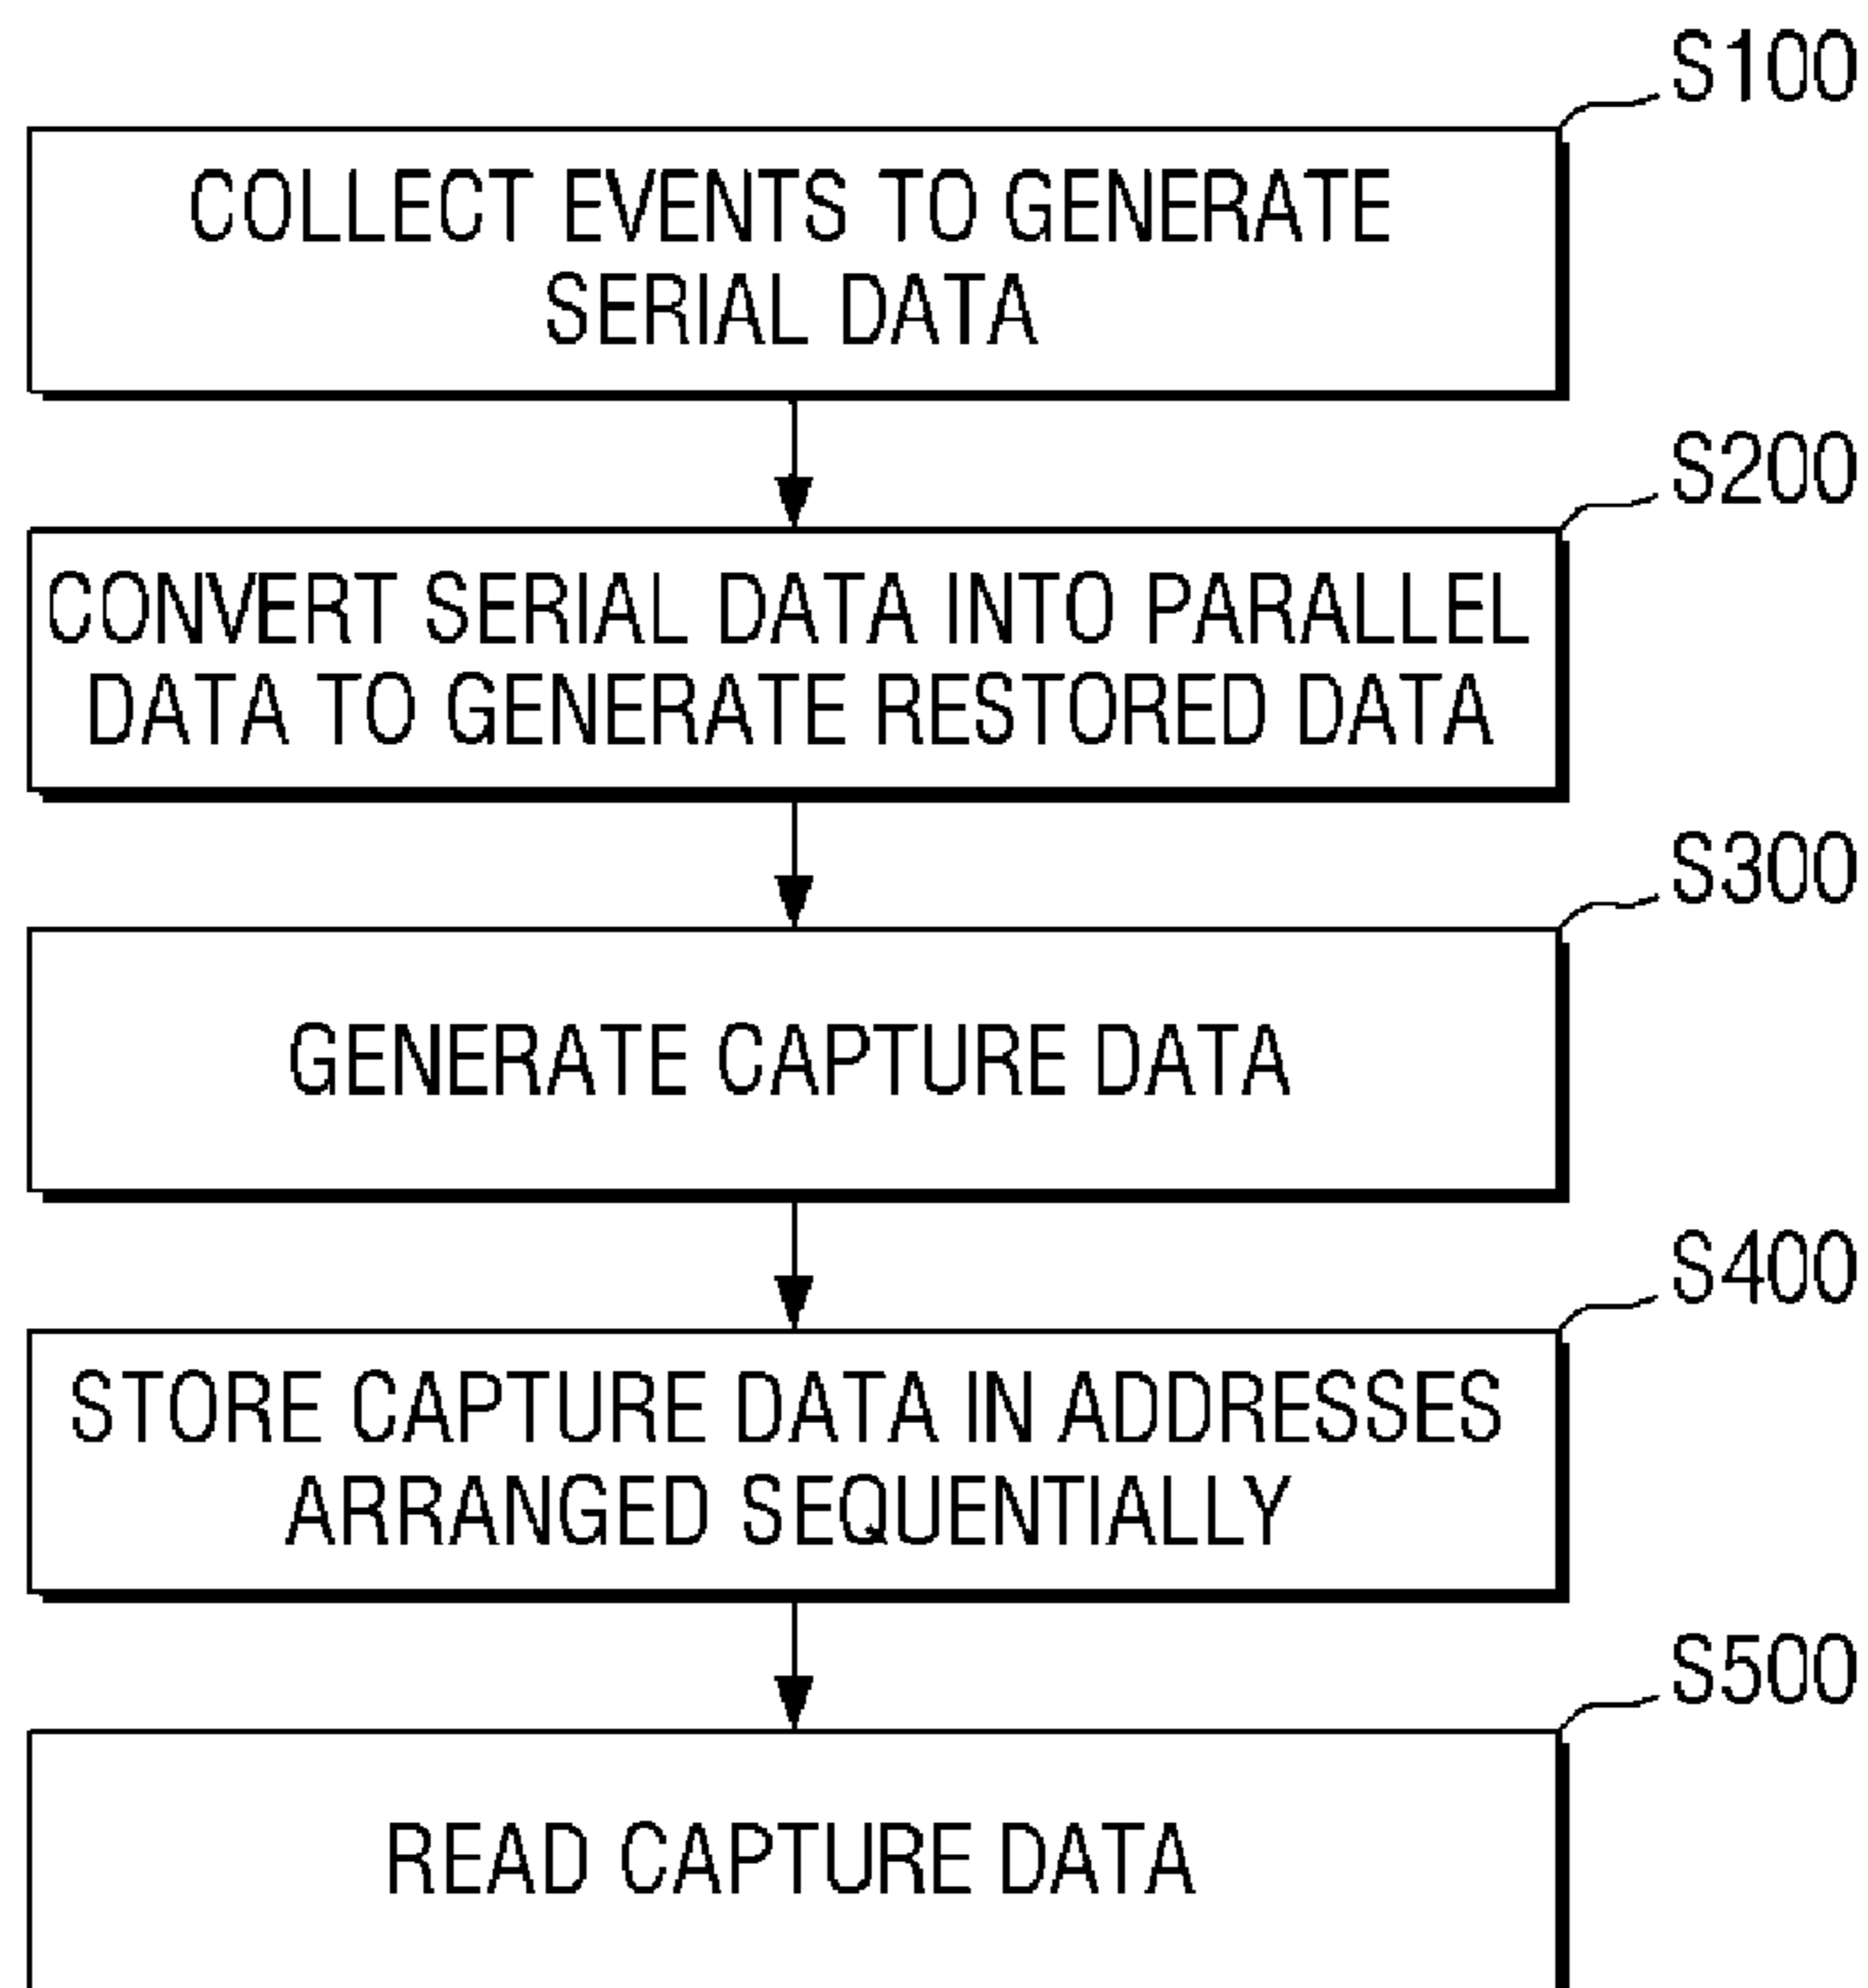 S100
COLLECT EVENTS TO GENERATE
SERIAL DATA
S200
CONVERT SERIAL DATA INTO PARALLEL
DATA TO GENERATE RESTORED DATA
S300
GENERATE CAPTURE DATA
S400
STORE CAPTURE DATA IN ADDRESSES
ARRANGED SEQUENTIALLY
S500
READ CAPTURE DATA